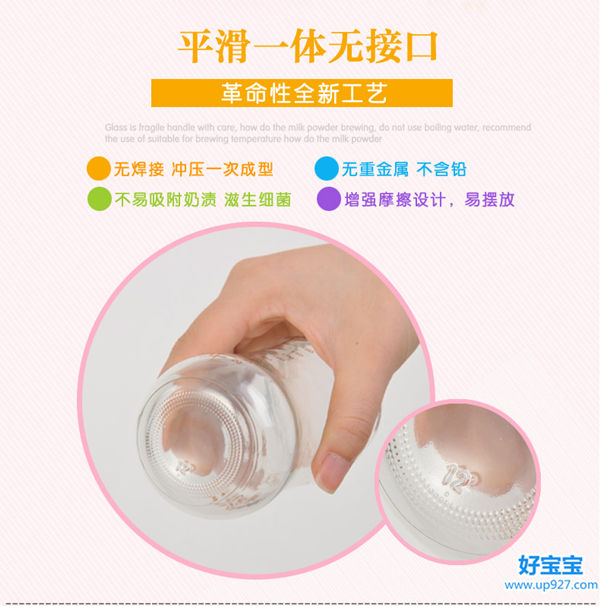 平滑一体无接口
革命性全新工艺
Glass is fragile handle with care, how do the milk powder brewing, do not use boiling water, recommend
the use of suitable for brewing temperature how do the milk powder
无焊接 冲压一次成型
无重金属 不含铅
不易吸附奶渍 滋生细菌
增强摩擦设计，易摆放
12
12
好宝宝
www.up927.com